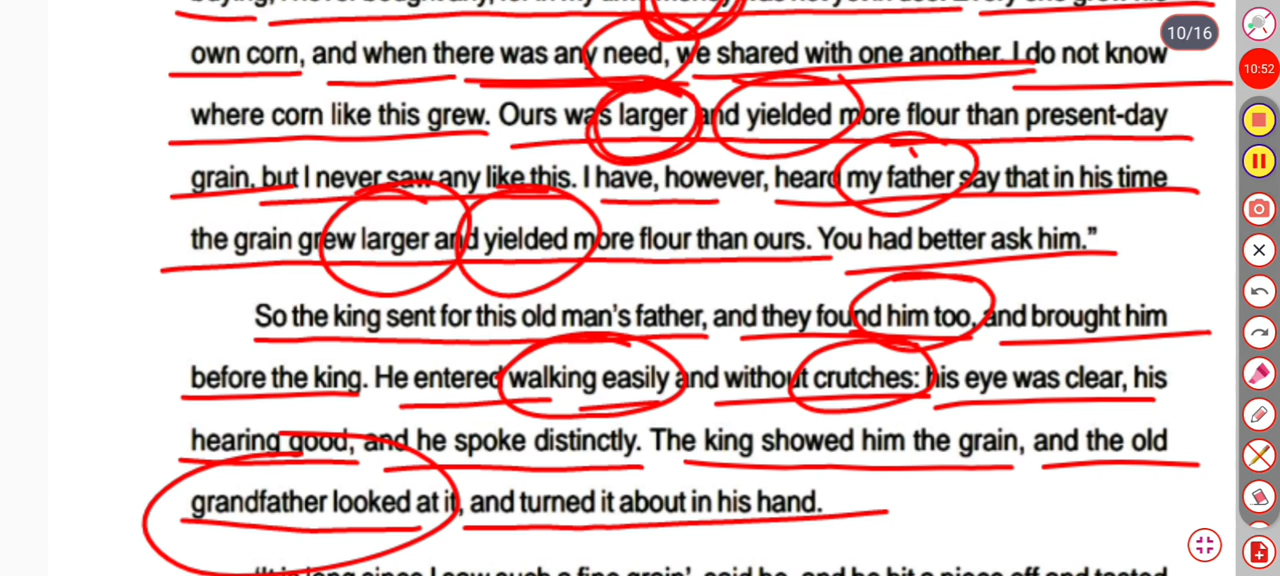 10/16
own corn, and when there was any need, we shared with one another. I do not know
10:52
where corn like this grew. Ours was larger and yielded more flour than present-day
grain, but I never saw any like this. I have, however, heard my father say that in his time
the grain grew larger and yielded more flour than ours. You had better ask him.”
So the king sent for this old man’s father, and they found him too, and brought him
before the king. He entered walking easily and without crutches: his eye was clear, his
hearing good, and he spoke distinctly. The king showed him the grain, and the old
grandfather looked at it, and turned it about in his hand.